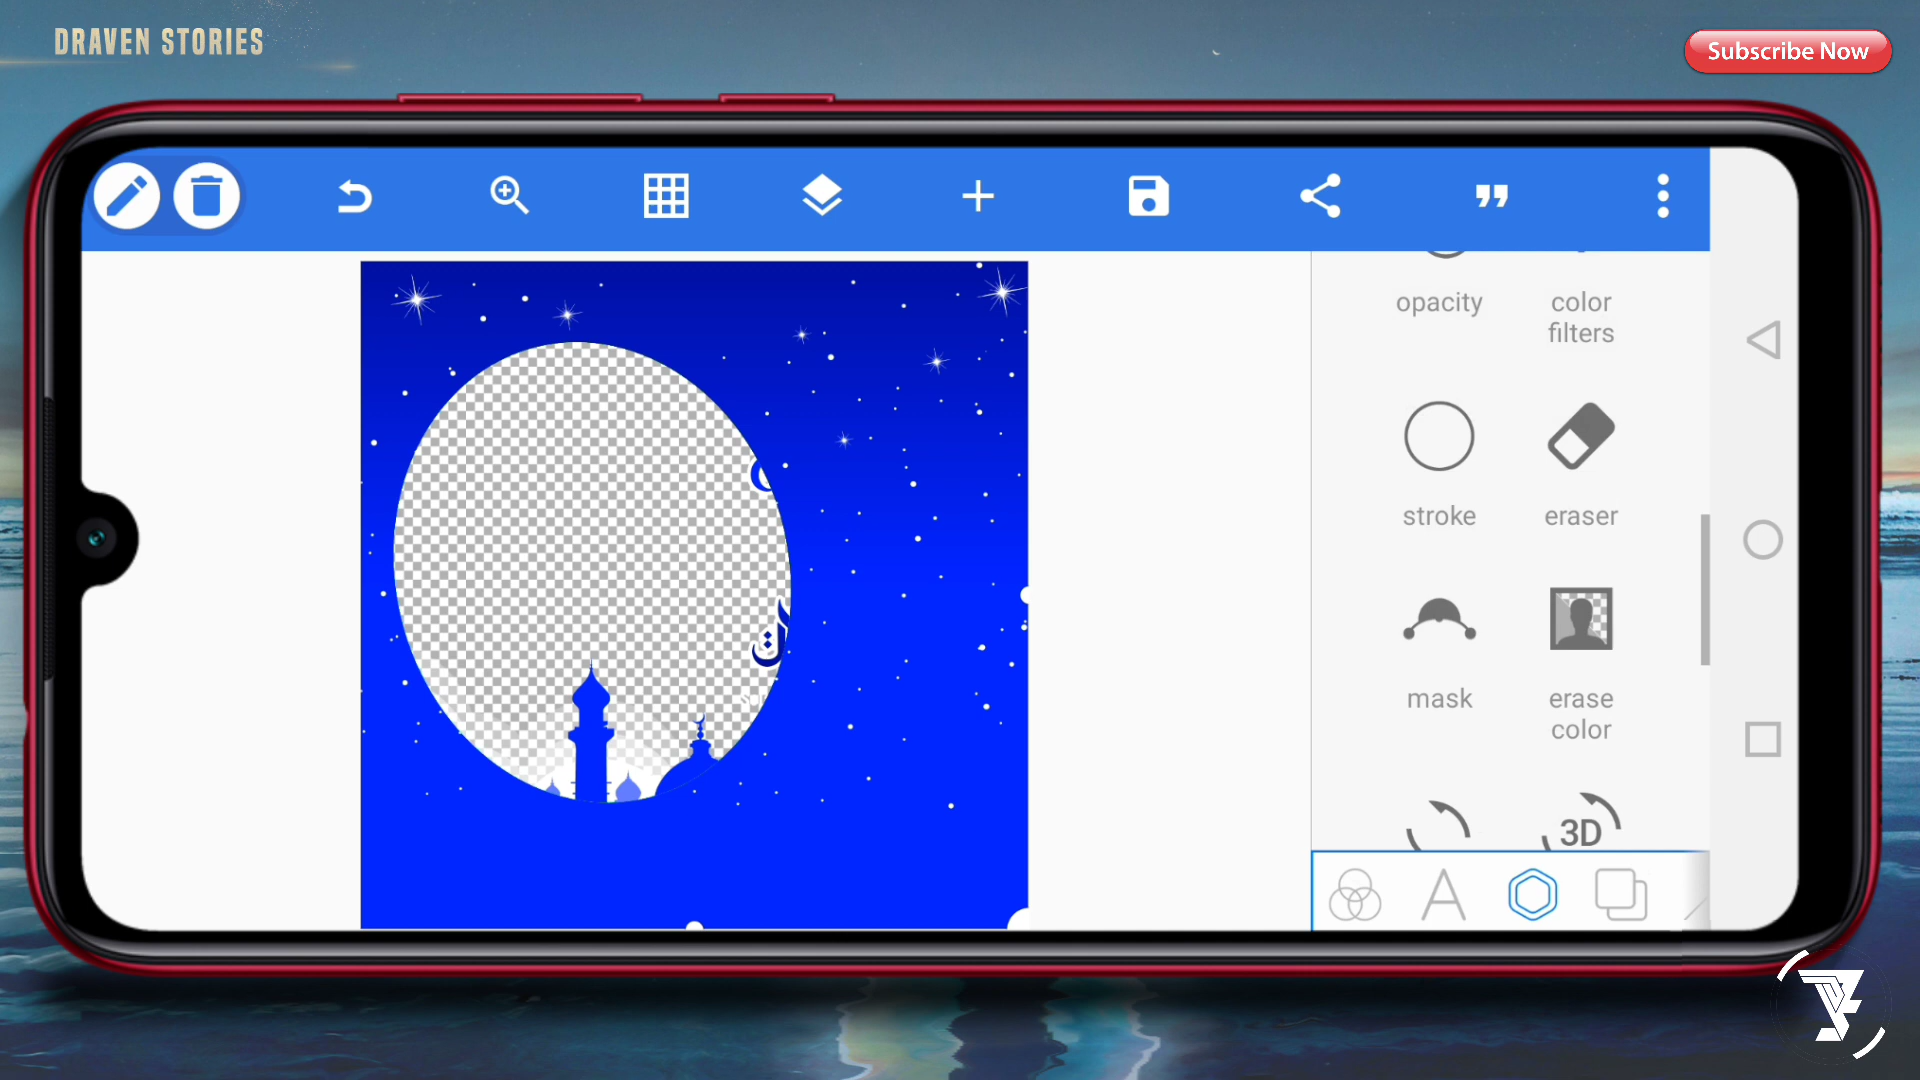 DRAVEN STORIES
Subscribe Now
opacity
color
filters
stroke
eraser
mask
erase
color
3D